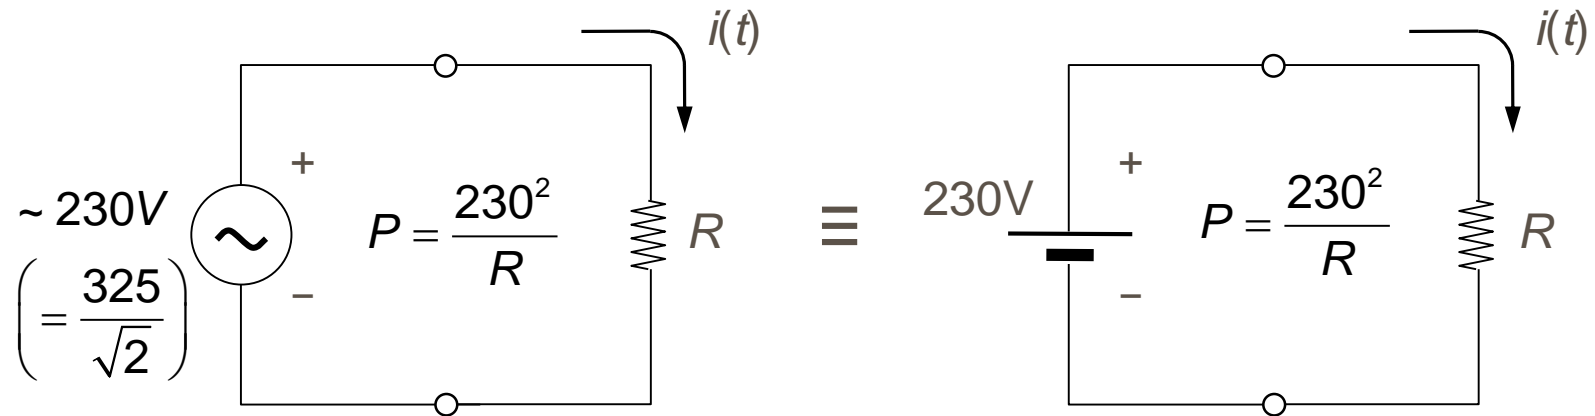 i(t)
+
~ 230V
(= 325/√2)
−
P = 230²/R
R
≡
i(t)
230V
+
−
P = 230²/R
R